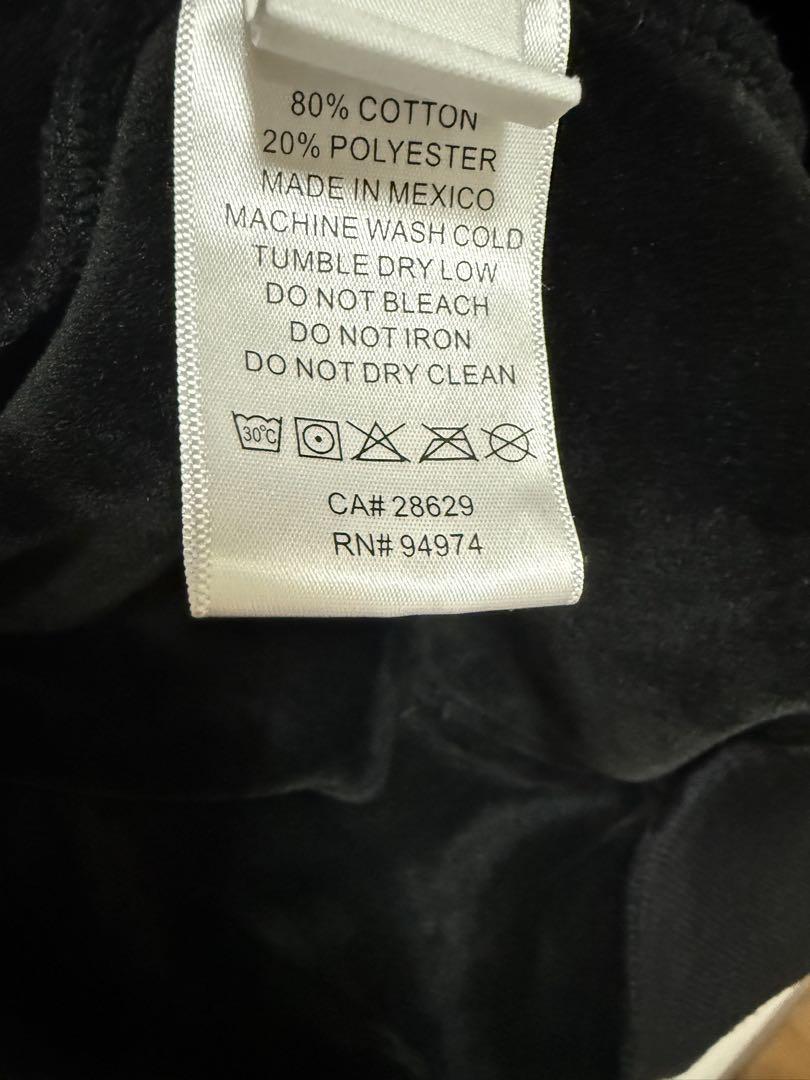 80% COTTON
20% POLYESTER
MADE IN MEXICO
MACHINE WASH COLD
TUMBLE DRY LOW
DO NOT BLEACH
DO NOT IRON
DO NOT DRY CLEAN
30°C
CA# 28629
RN# 94974